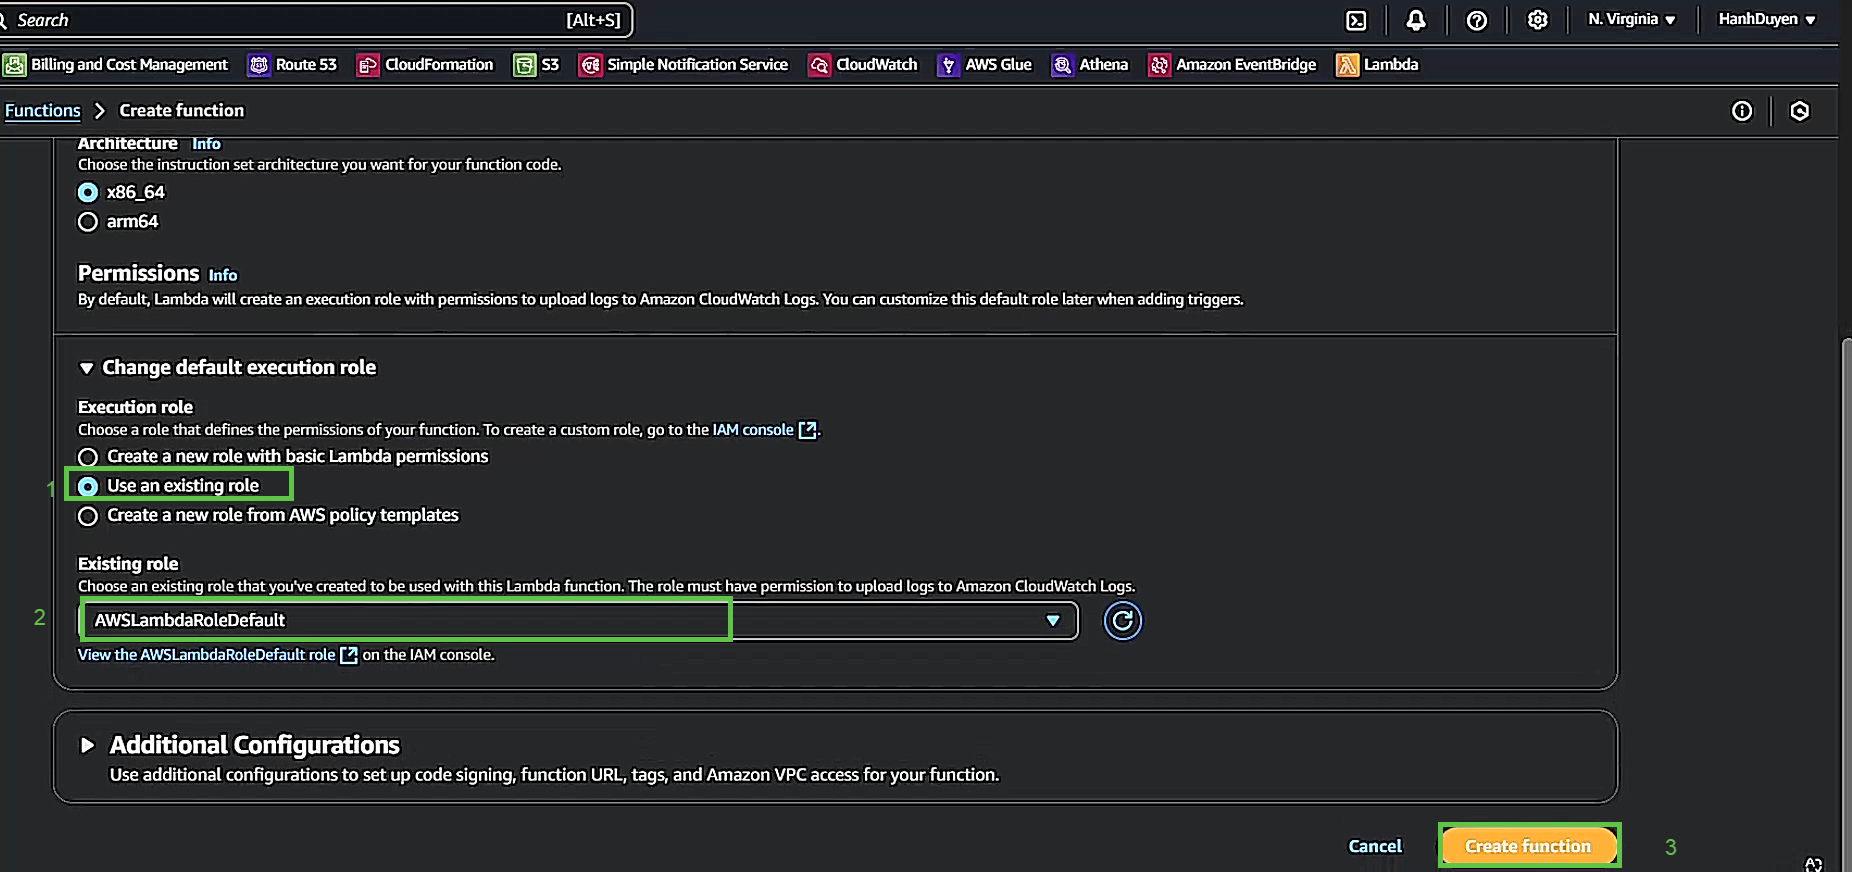 Search [Alt+S] N. Virginia HanhDuyen
Billing and Cost Management Route 53 CloudFormation S3 Simple Notification Service CloudWatch AWS Glue Athena Amazon EventBridge Lambda
Functions Create function
Architecture Info
Choose the instruction set architecture you want for your function code.
x86_64
arm64
Permissions Info
By default, Lambda will create an execution role with permissions to upload logs to Amazon CloudWatch Logs. You can customize this default role later when adding triggers.
Change default execution role
Execution role
Choose a role that defines the permissions of your function. To create a custom role, go to the IAM console.
Create a new role with basic Lambda permissions
1 Use an existing role
Create a new role from AWS policy templates
Existing role
Choose an existing role that you've created to be used with this Lambda function. The role must have permission to upload logs to Amazon CloudWatch Logs.
2 AWSLambdaRoleDefault
View the AWSLambdaRoleDefault role on the IAM console.
Additional Configurations
Use additional configurations to set up code signing, function URL, tags, and Amazon VPC access for your function.
Cancel Create function 3